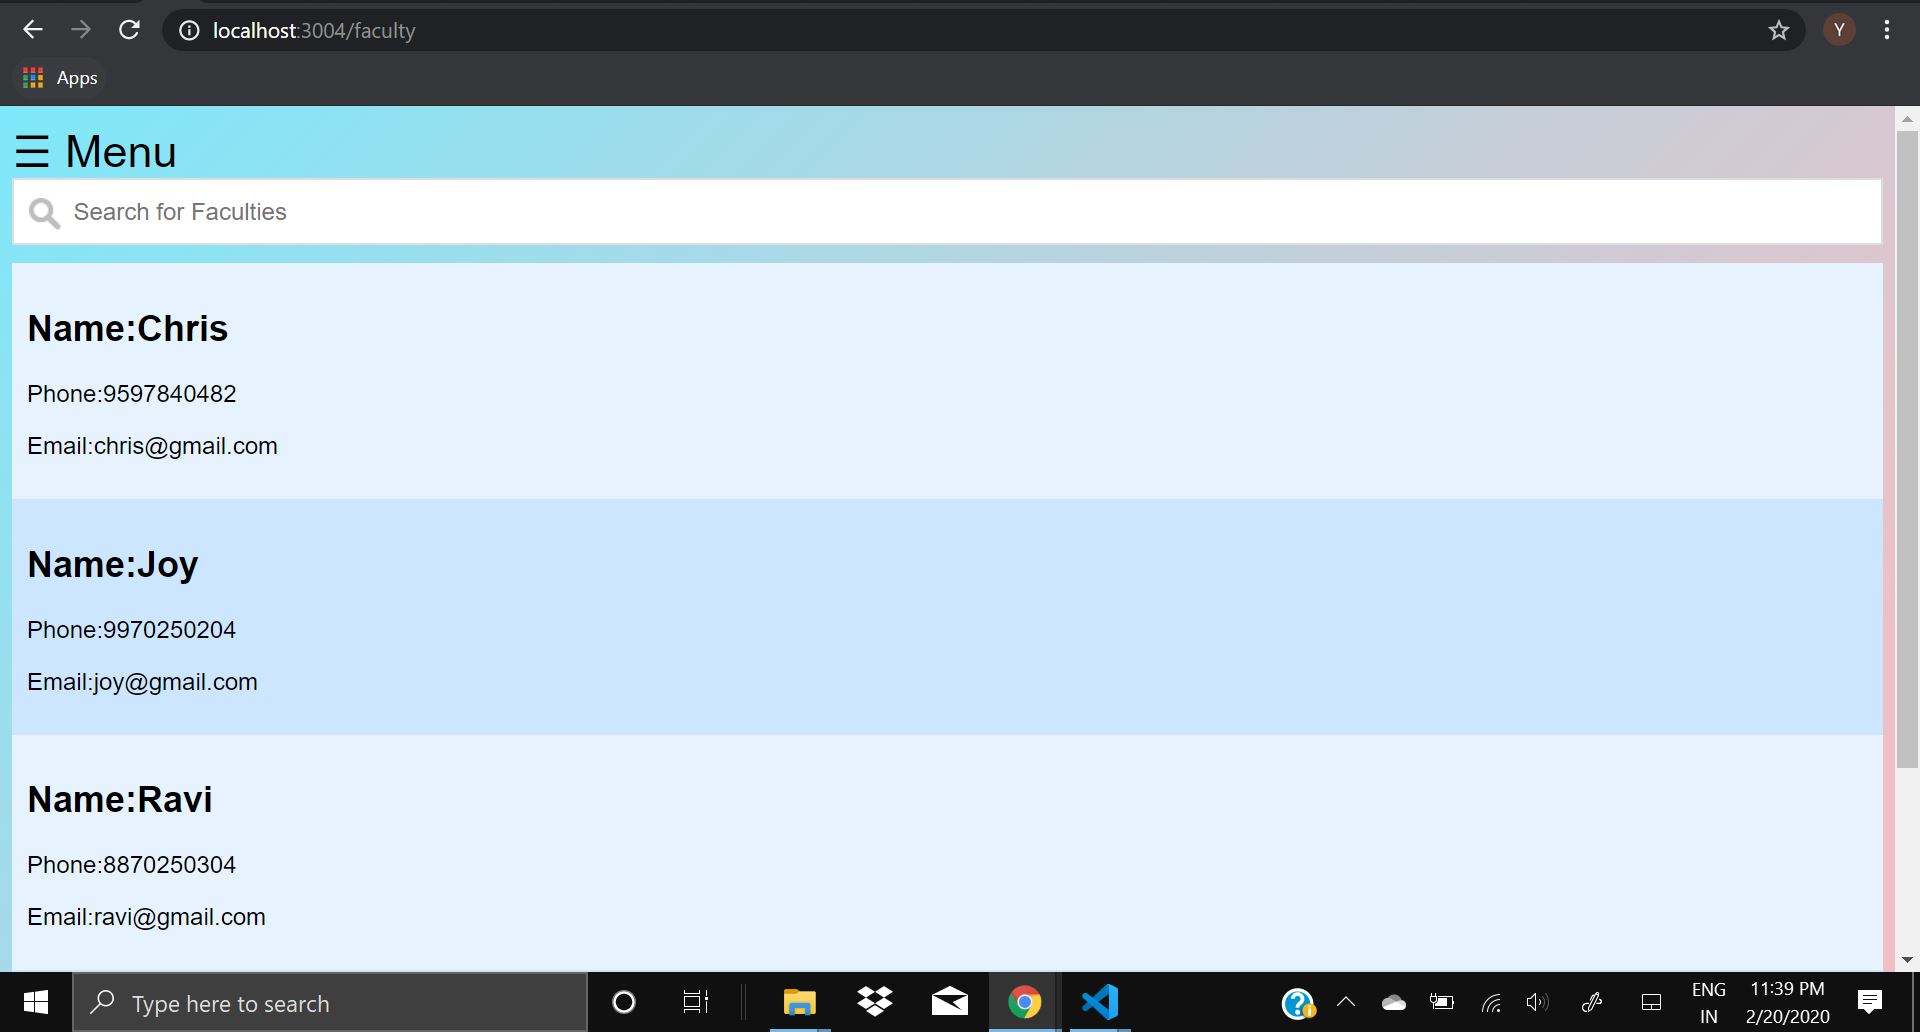 localhost:3004/faculty
Y
Apps
☰ Menu
Search for Faculties
Name:Chris
Phone:9597840482
Email:chris@gmail.com
Name:Joy
Phone:9970250204
Email:joy@gmail.com
Name:Ravi
Phone:8870250304
Email:ravi@gmail.com
Type here to search
ENG
IN
11:39 PM
2/20/2020